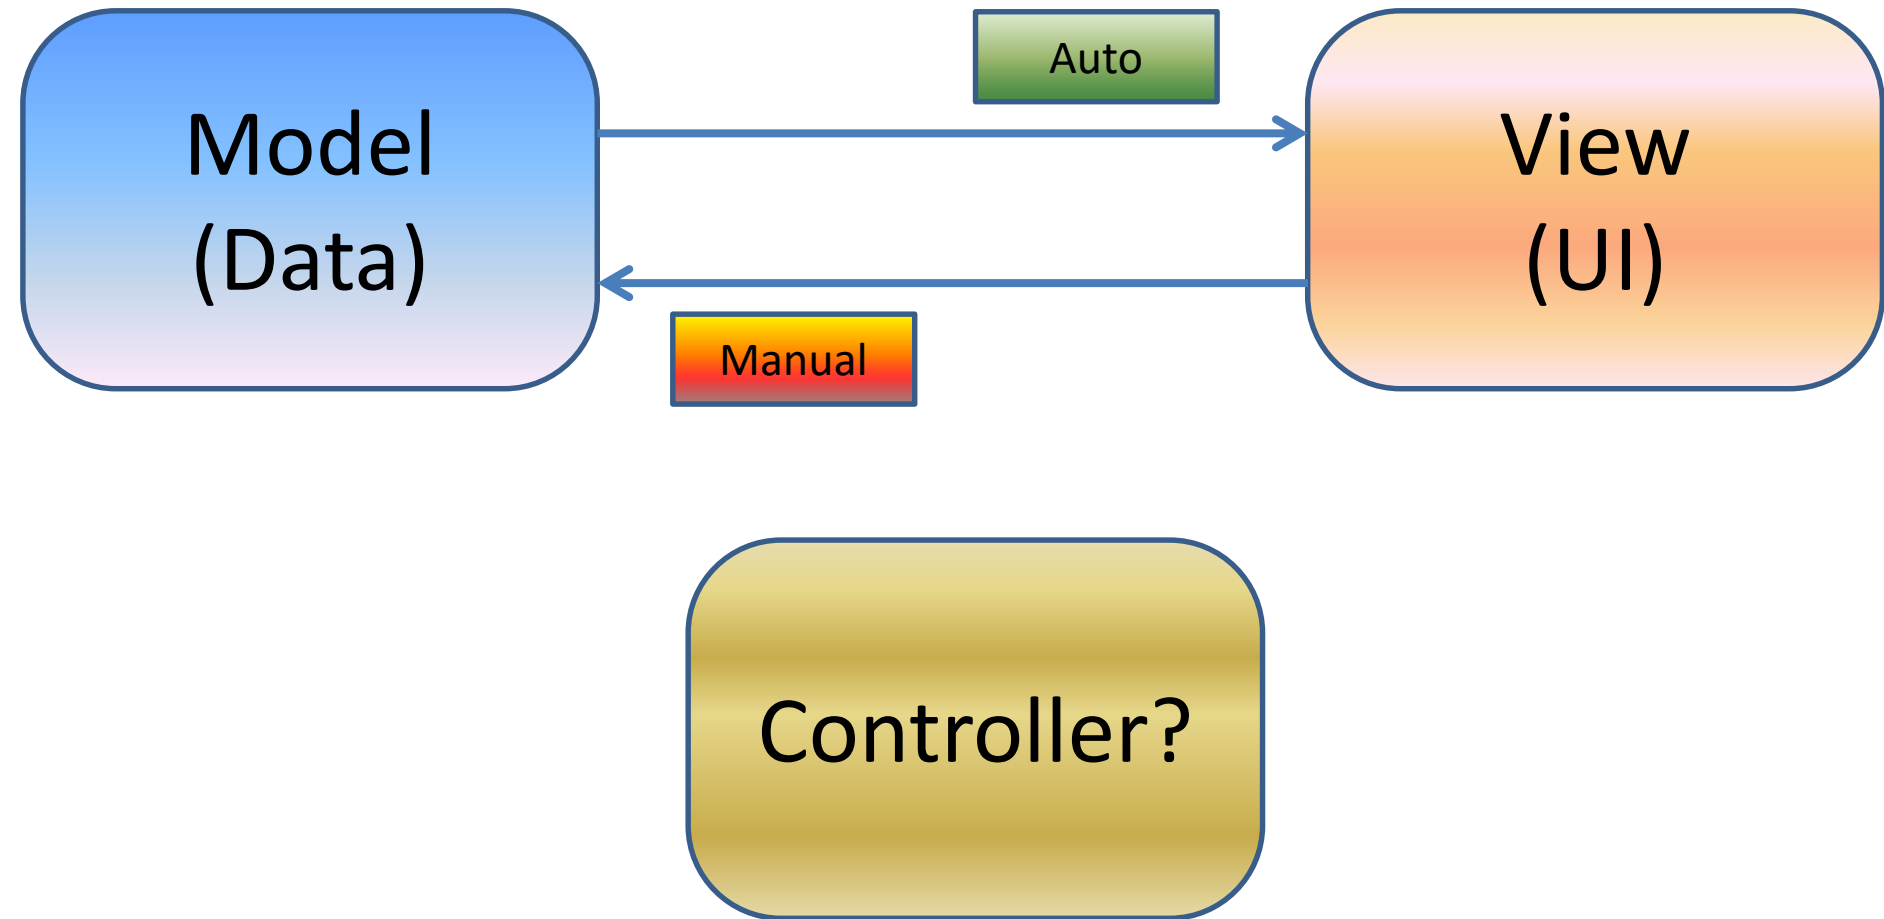 Auto
Model
(Data)
View
(UI)
Manual
Controller?